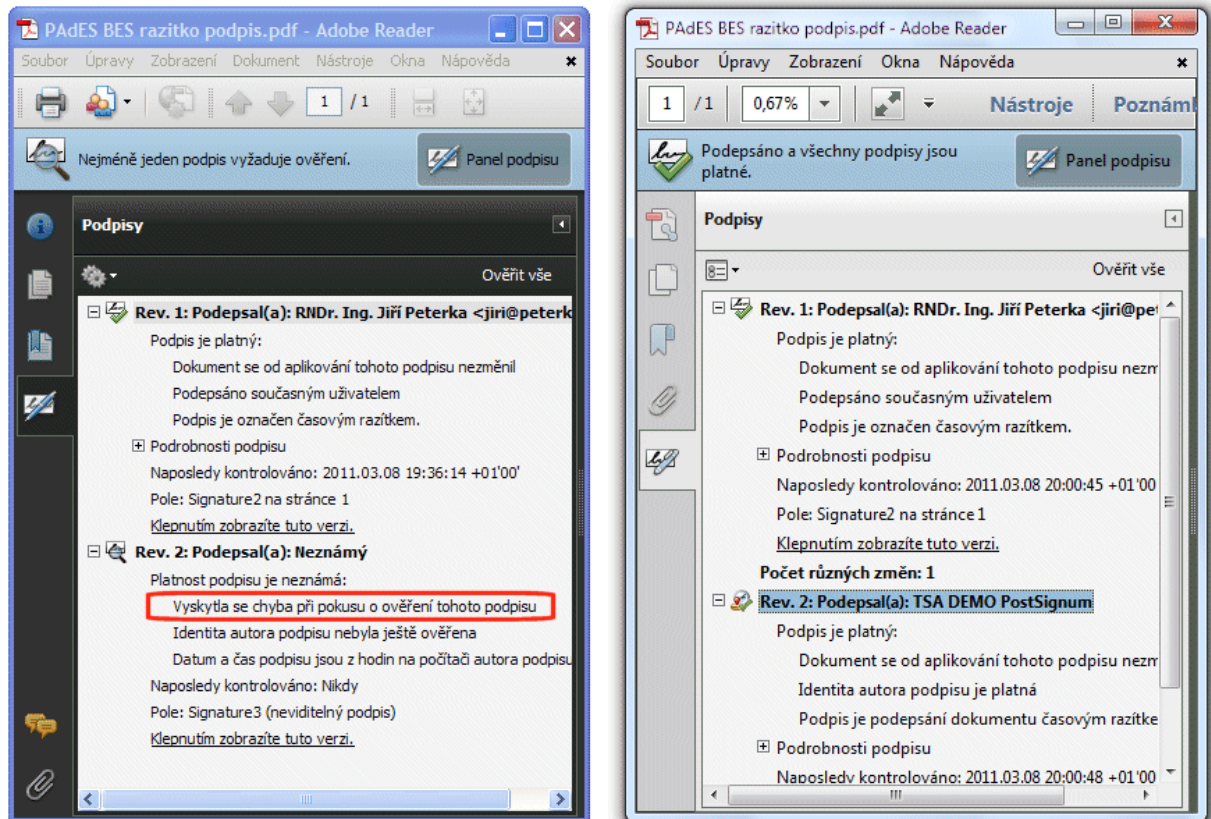 PAdES BES razitko podpis.pdf - Adobe Reader
Soubor Úpravy Zobrazení Dokument Nástroje Okna Nápověda
1 / 1
Nejméně jeden podpis vyžaduje ověření.
Panel podpisu
Podpisy
Ověřit vše
Rev. 1: Podepsal(a): RNDr. Ing. Jiří Peterka <jiri@peterk
Podpis je platný:
Dokument se od aplikování tohoto podpisu nezměnil
Podepsáno současným uživatelem
Podpis je označen časovým razítkem.
Podrobnosti podpisu
Naposledy kontrolováno: 2011.03.08 19:36:14 +01'00'
Pole: Signature2 na stránce 1
Klepnutím zobrazíte tuto verzi.
Rev. 2: Podepsal(a): Neznámý
Platnost podpisu je neznámá:
Vyskytla se chyba při pokusu o ověření tohoto podpisu
Identita autora podpisu nebyla ještě ověřena
Datum a čas podpisu jsou z hodin na počítači autora podpisu
Naposledy kontrolováno: Nikdy
Pole: Signature3 (neviditelný podpis)
Klepnutím zobrazíte tuto verzi.
PAdES BES razitko podpis.pdf - Adobe Reader
Soubor Úpravy Zobrazení Okna Nápověda
1 / 1 0,67% Nástroje Poznámk
Podepsáno a všechny podpisy jsou
platné.
Panel podpisu
Podpisy
Ověřit vše
Rev. 1: Podepsal(a): RNDr. Ing. Jiří Peterka <jiri@pet
Podpis je platný:
Dokument se od aplikování tohoto podpisu nezm
Podepsáno současným uživatelem
Podpis je označen časovým razítkem.
Podrobnosti podpisu
Naposledy kontrolováno: 2011.03.08 20:00:45 +01'00
Pole: Signature2 na stránce 1
Klepnutím zobrazíte tuto verzi.
Počet různých změn: 1
Rev. 2: Podepsal(a): TSA DEMO PostSignum
Podpis je platný:
Dokument se od aplikování tohoto podpisu nezm
Identita autora podpisu je platná
Podpis je podepsání dokumentu časovým razítke
Podrobnosti podpisu
Naposledy kontrolováno: 2011.03.08 20:00:48 +01'00